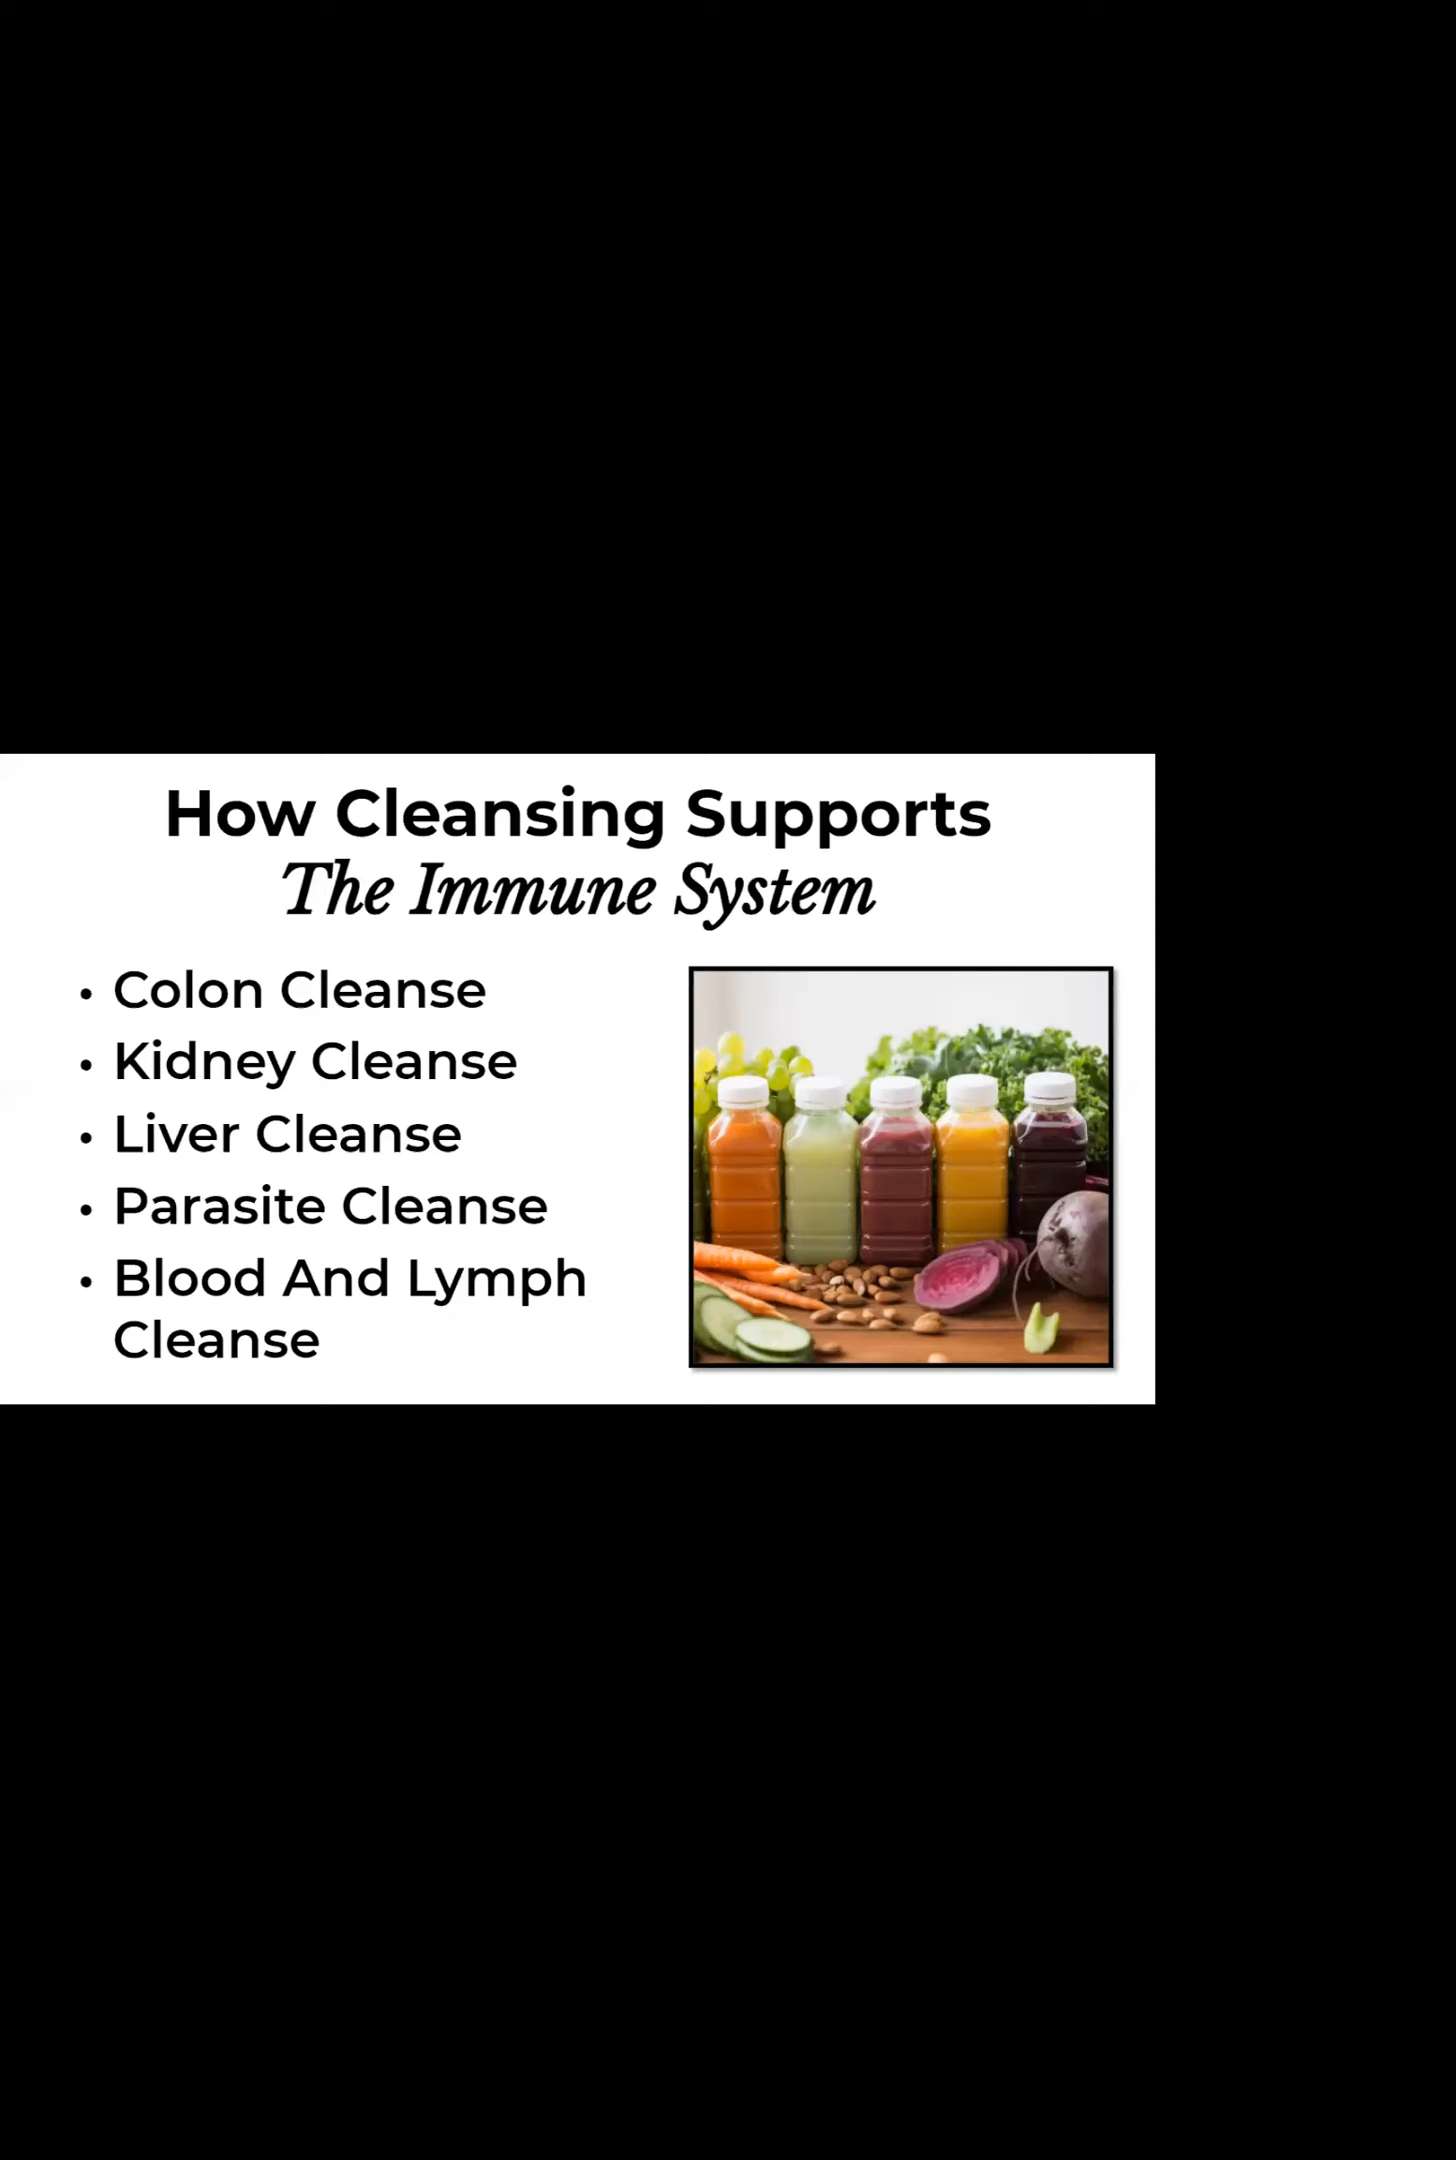 How Cleansing Supports
The Immune System
• Colon Cleanse
• Kidney Cleanse
• Liver Cleanse
• Parasite Cleanse
• Blood And Lymph
Cleanse